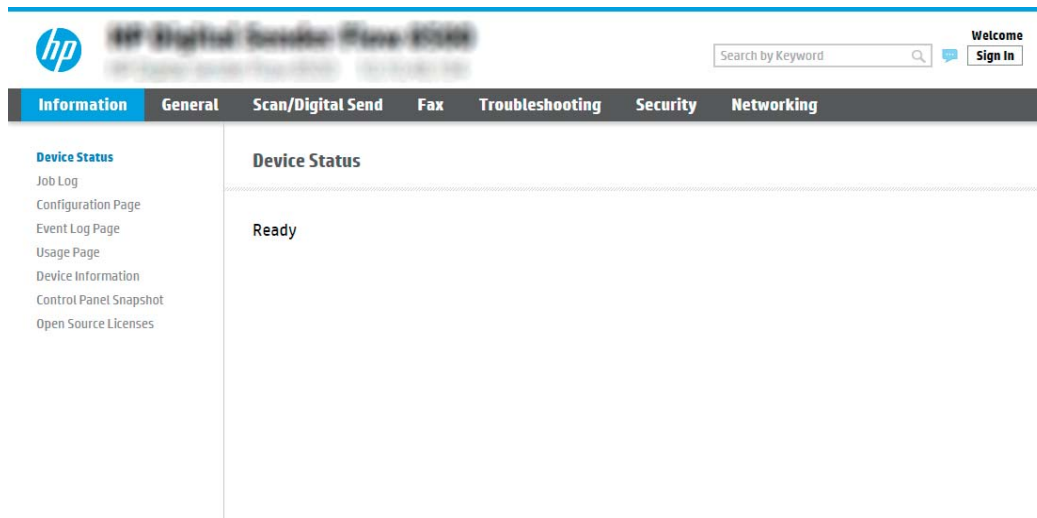 hp
Welcome
Search by Keyword
Sign In
Information General Scan/Digital Send Fax Troubleshooting Security Networking
Device Status
Job Log
Configuration Page
Event Log Page
Usage Page
Device Information
Control Panel Snapshot
Open Source Licenses
Device Status
Ready